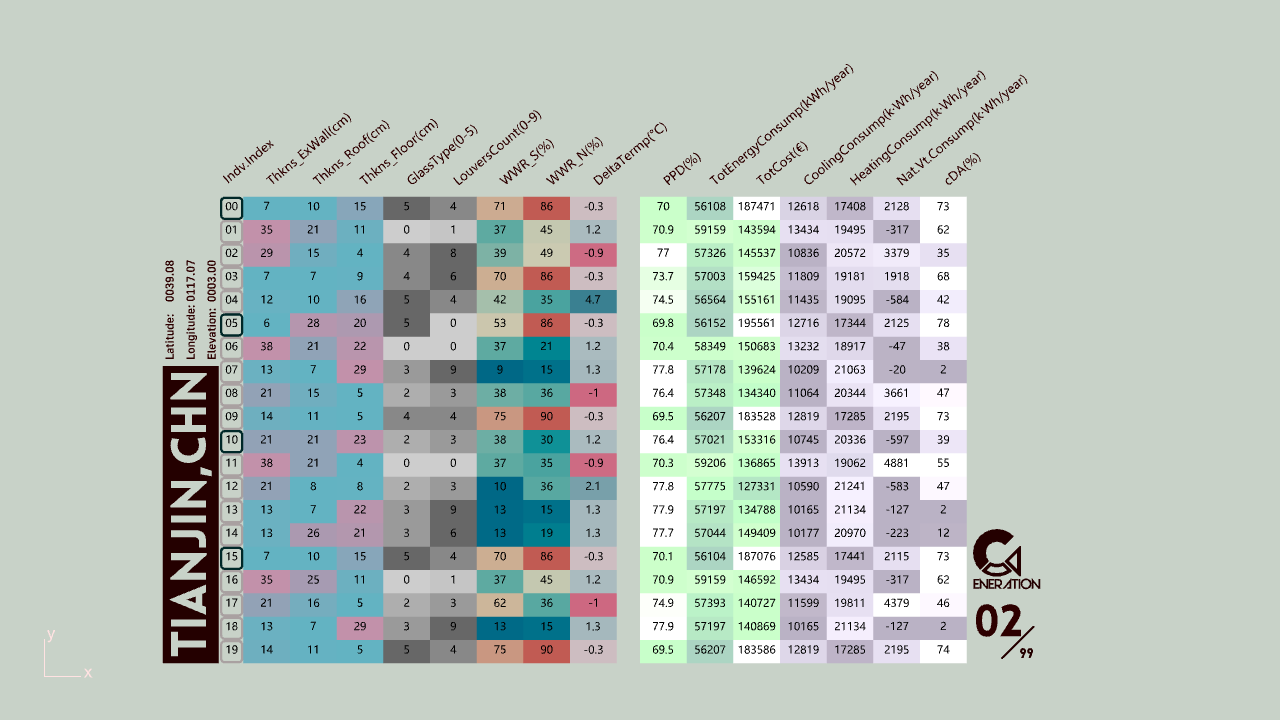 Indv.Index Thkns_ExWall(cm) Thkns_Roof(cm) Thkns_Floor(cm) GlassType(0-5) LouversCount(0-9) WWR_S(%) WWR_N(%) DeltaTermp(°C) PPD(%) TotEnergyConsump(kWh/year) TotCost(€) CoolingConsump(k·Wh/year) HeatingConsump(k·Wh/year) Nat.Vt.Consump(k·Wh/year) cDA(%)
00 7 10 15 5 4 71 86 -0.3 70 56108 187471 12618 17408 2128 73
01 35 21 11 0 1 37 45 1.2 70.9 59159 143594 13434 19495 -317 62
02 29 15 4 4 8 39 49 -0.9 77 57326 145537 10836 20572 3379 35
03 7 7 9 4 6 70 86 -0.3 73.7 57003 159425 11809 19181 1918 68
04 12 10 16 5 4 42 35 4.7 74.5 56564 155161 11435 19095 -584 42
05 6 28 20 5 0 53 86 -0.3 69.8 56152 195561 12716 17344 2125 78
06 38 21 22 0 0 37 21 1.2 70.4 58349 150683 13232 18917 -47 38
07 13 7 29 3 9 9 15 1.3 77.8 57178 139624 10209 21063 -20 2
08 21 15 5 2 3 38 36 -1 76.4 57348 134340 11064 20344 3661 47
09 14 11 5 4 4 75 90 -0.3 69.5 56207 183528 12819 17285 2195 73
10 21 21 23 2 3 38 30 1.2 76.4 57021 153316 10745 20336 -597 39
11 38 21 4 0 0 37 35 -0.9 70.3 59206 136865 13913 19062 4881 55
12 21 8 8 2 3 10 36 2.1 77.8 57775 127331 10590 21241 -583 47
13 13 7 22 3 9 13 15 1.3 77.9 57197 134788 10165 21134 -127 2
14 13 26 21 3 6 13 19 1.3 77.7 57044 149409 10177 20970 -223 12
15 7 10 15 5 4 70 86 -0.3 70.1 56104 187076 12585 17441 2115 73
16 35 25 11 0 1 37 45 1.2 70.9 59159 146592 13434 19495 -317 62
17 21 16 5 2 3 62 36 -1 74.9 57393 140727 11599 19811 4379 46
18 13 7 29 3 9 13 15 1.3 77.9 57197 140869 10165 21134 -127 2
19 14 11 5 5 4 75 90 -0.3 69.5 56207 183586 12819 17285 2195 74
Latitude: 0039.08
Longitude: 0117.07
Elevation: 0003.00
TIANJIN,CHN
GENERATION
02/99
y
x